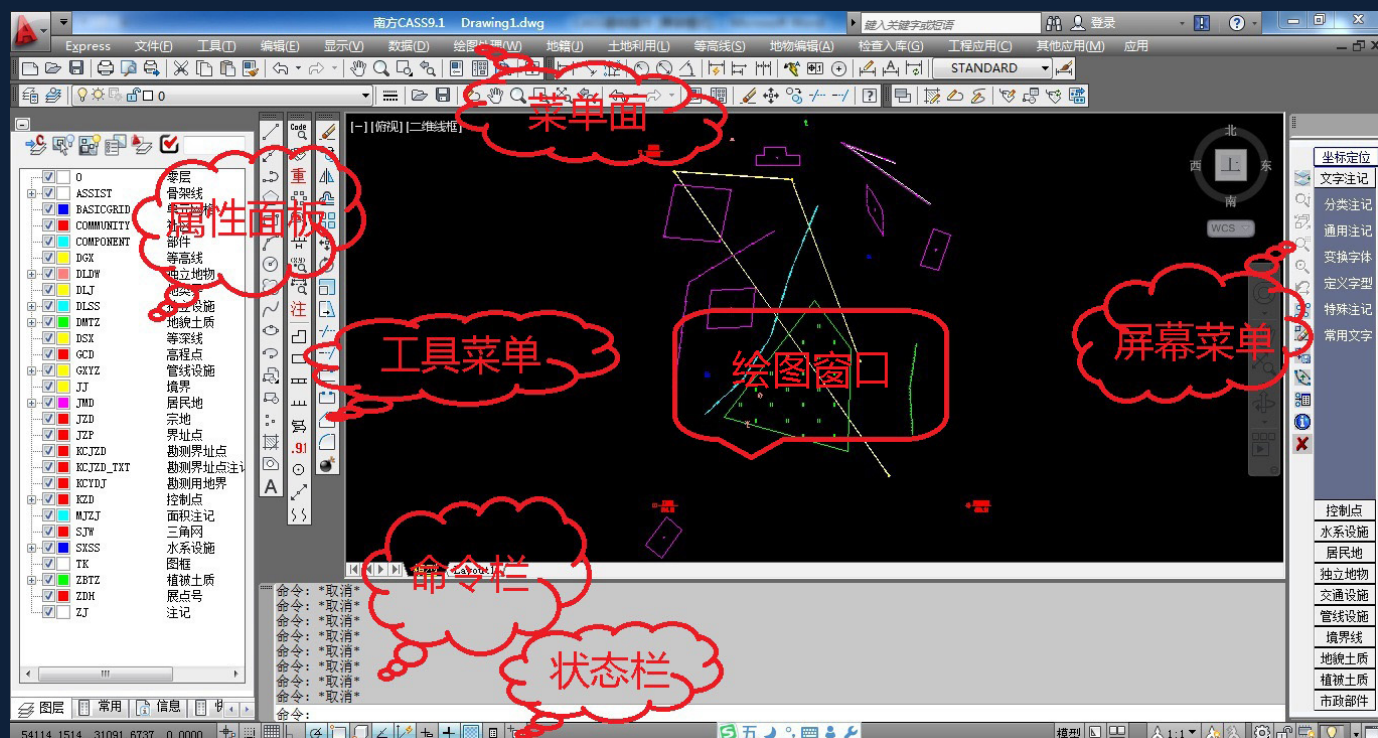 南方CASS9.1 Drawing1.dwg
键入关键字或短语
登录
Express 文件(F) 工具(T) 编辑(E) 显示(V) 数据(D) 绘图处理(W) 地籍(J) 土地利用(L) 等高线(S) 地物编辑(A) 检查入库(G) 工程应用(C) 其他应用(M) 应用
STANDARD
0
菜单面
[-][俯视][二维线框]
0 零层
ASSIST 骨架线
BASICGRID
COMMUNITY
COMPONENT 部件
DGX 等高线
DLDW 独立地物
DLJ
DLSS
DMTZ 地貌土质
DSX 等深线
GCD 高程点
GXYZ 管线设施
JJ 境界
JMD 居民地
JZD 宗地
JZP 界址点
KCJZD 勘测界址点
KCJZD_TXT 勘测界址点注记
KCYDJ 勘测用地界
KZD 控制点
MJZJ 面积注记
SJW 三角网
SXSS 水系设施
TK 图框
ZBTZ 植被土质
ZDH 展点号
ZJ 注记
属性面板
Code
重
注
.91
A
工具菜单
绘图窗口
屏幕菜单
北
西 上 东
南
WCS
坐标定位
文字注记
分类注记
通用注记
变换字体
定义字型
特殊注记
常用文字
控制点
水系设施
居民地
独立地物
交通设施
管线设施
境界线
地貌土质
植被土质
市政部件
命令栏
状态栏
命令: *取消*
命令: *取消*
命令: *取消*
命令: *取消*
命令: *取消*
命令: *取消*
命令: *取消*
命令: *取消*
命令:
图层 常用 信息
54114.1514, 31091.6737, 0.0000
五
模型
1:1